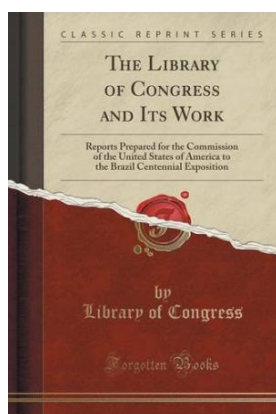 CLASSIC REPRINT SERIES
THE LIBRARY
OF CONGRESS
AND ITS WORK
Reports Prepared for the Commission
of the United States of America to
the Brazil Centennial Exposition
by
Library of Congress
Forgotten Books